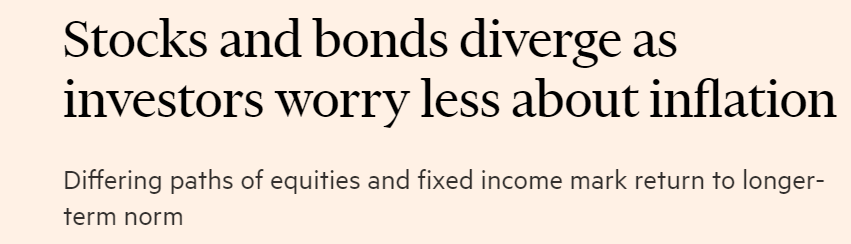 Stocks and bonds diverge as
investors worry less about inflation
Differing paths of equities and fixed income mark return to longer-
term norm